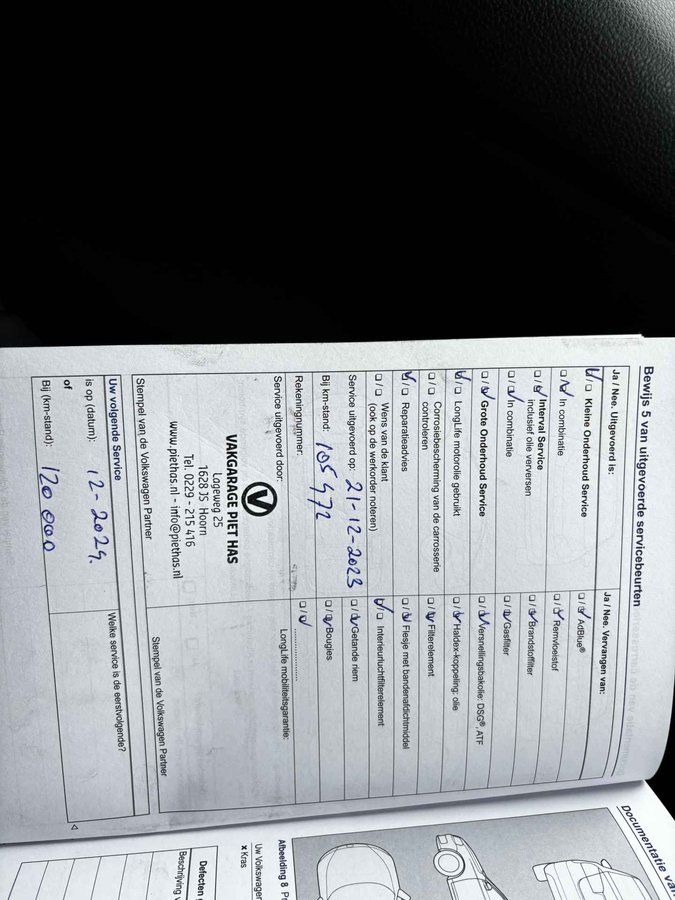 Bewijs 5 van uitgevoerde servicebeurten
Ja / Nee. Uitgevoerd is:
☑/☐ Kleine Onderhoud Service
☐/☑ In combinatie
☐/☑ Interval Service
inclusief olie verversen
☐/☑ In combinatie
☐/☑ Grote Onderhoud Service
☑/☐ LongLife motorolie gebruikt
☐/☐ Corrosiebescherming van de carrosserie
controleren
☑/☐ Reparatieadvies
☐/☐ Wens van de klant
(ook op de werkorder noteren)
Service uitgevoerd op: 21-12-2023
Bij km-stand: 105 472
Rekeningnummer:
Service uitgevoerd door:
VAKGARAGE PIET HAS
Lageweg 25
1628 JS Hoorn
Tel. 0229 - 215 416
www.piethas.nl - info@piethas.nl
Stempel van de Volkswagen Partner
Uw volgende Service
is op (datum): 12-2024.
of
Bij (km-stand): 120 000
Ja / Nee. Vervangen van:
☐/☑ AdBlue®
☐/☑ Remvloeistof
☐/☑ Brandstoffilter
☐/☑ Gasfilter
☐/☑ Versnellingsbakolie: DSG®, ATF
☐/☑ Haldex-koppeling: olie
☐/☑ Filterelement
☐/☑ Flesje met bandenafdichtmiddel
☑/☐ Interieurluchtfilterelement
☐/☑ Getande riem
☐/☑ Bougies
☐/☑ ....................
LongLife mobiliteitsgarantie:
Stempel van de Volkswagen Partner
Welke service is de eerstvolgende?
Documentatie van
Afbeelding 8
Uw Volkswagen
x Kras
Defecten
Beschrijving